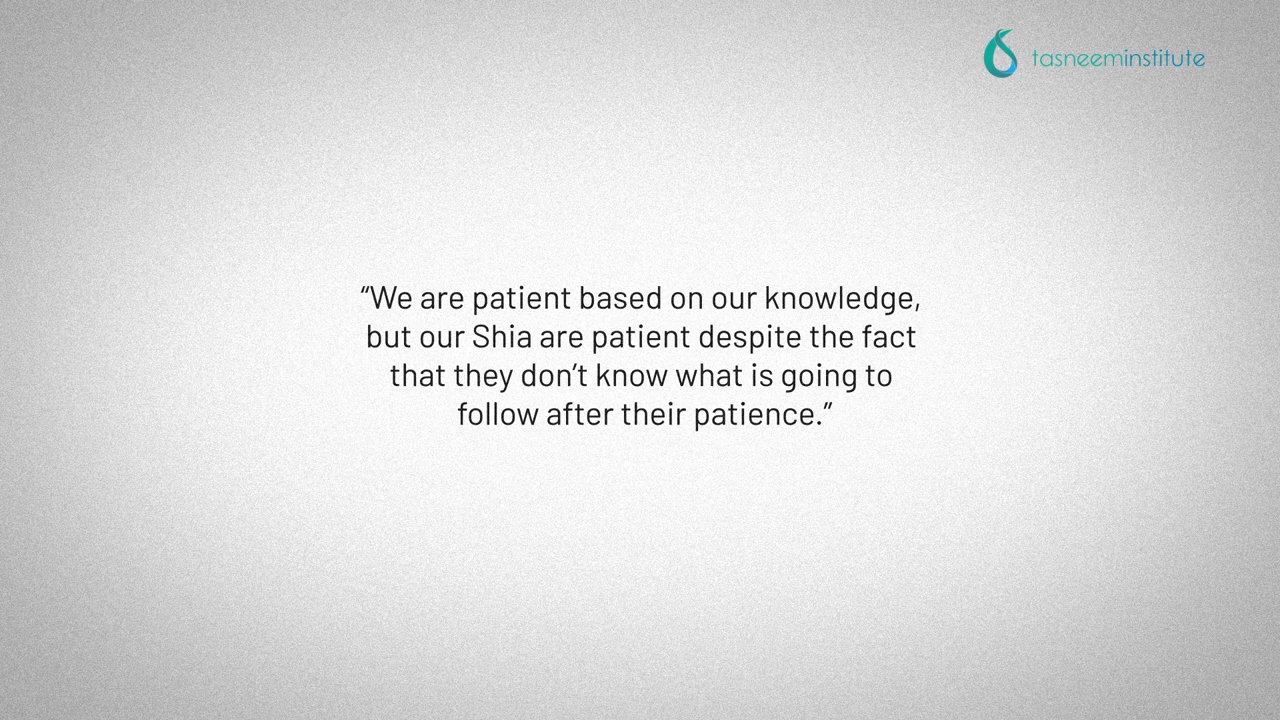 tasneeminstitute
“We are patient based on our knowledge,
but our Shia are patient despite the fact
that they don’t know what is going to
follow after their patience.”